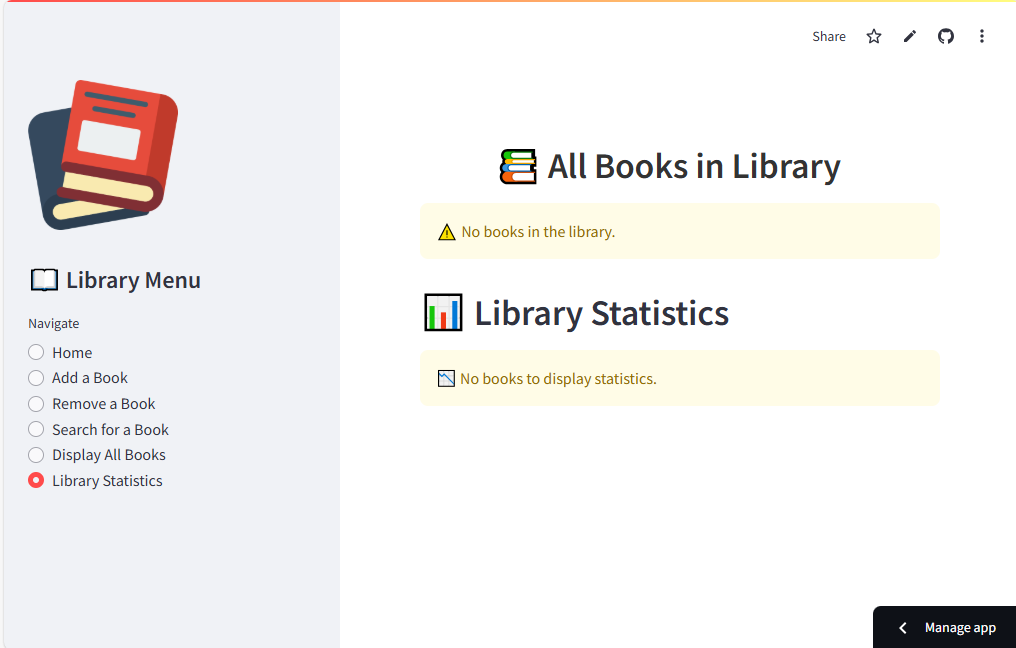 Share
All Books in Library
No books in the library.
Library Menu
Library Statistics
Navigate
Home
Add a Book
No books to display statistics.
Remove a Book
Search for a Book
Display All Books
Library Statistics
Manage app